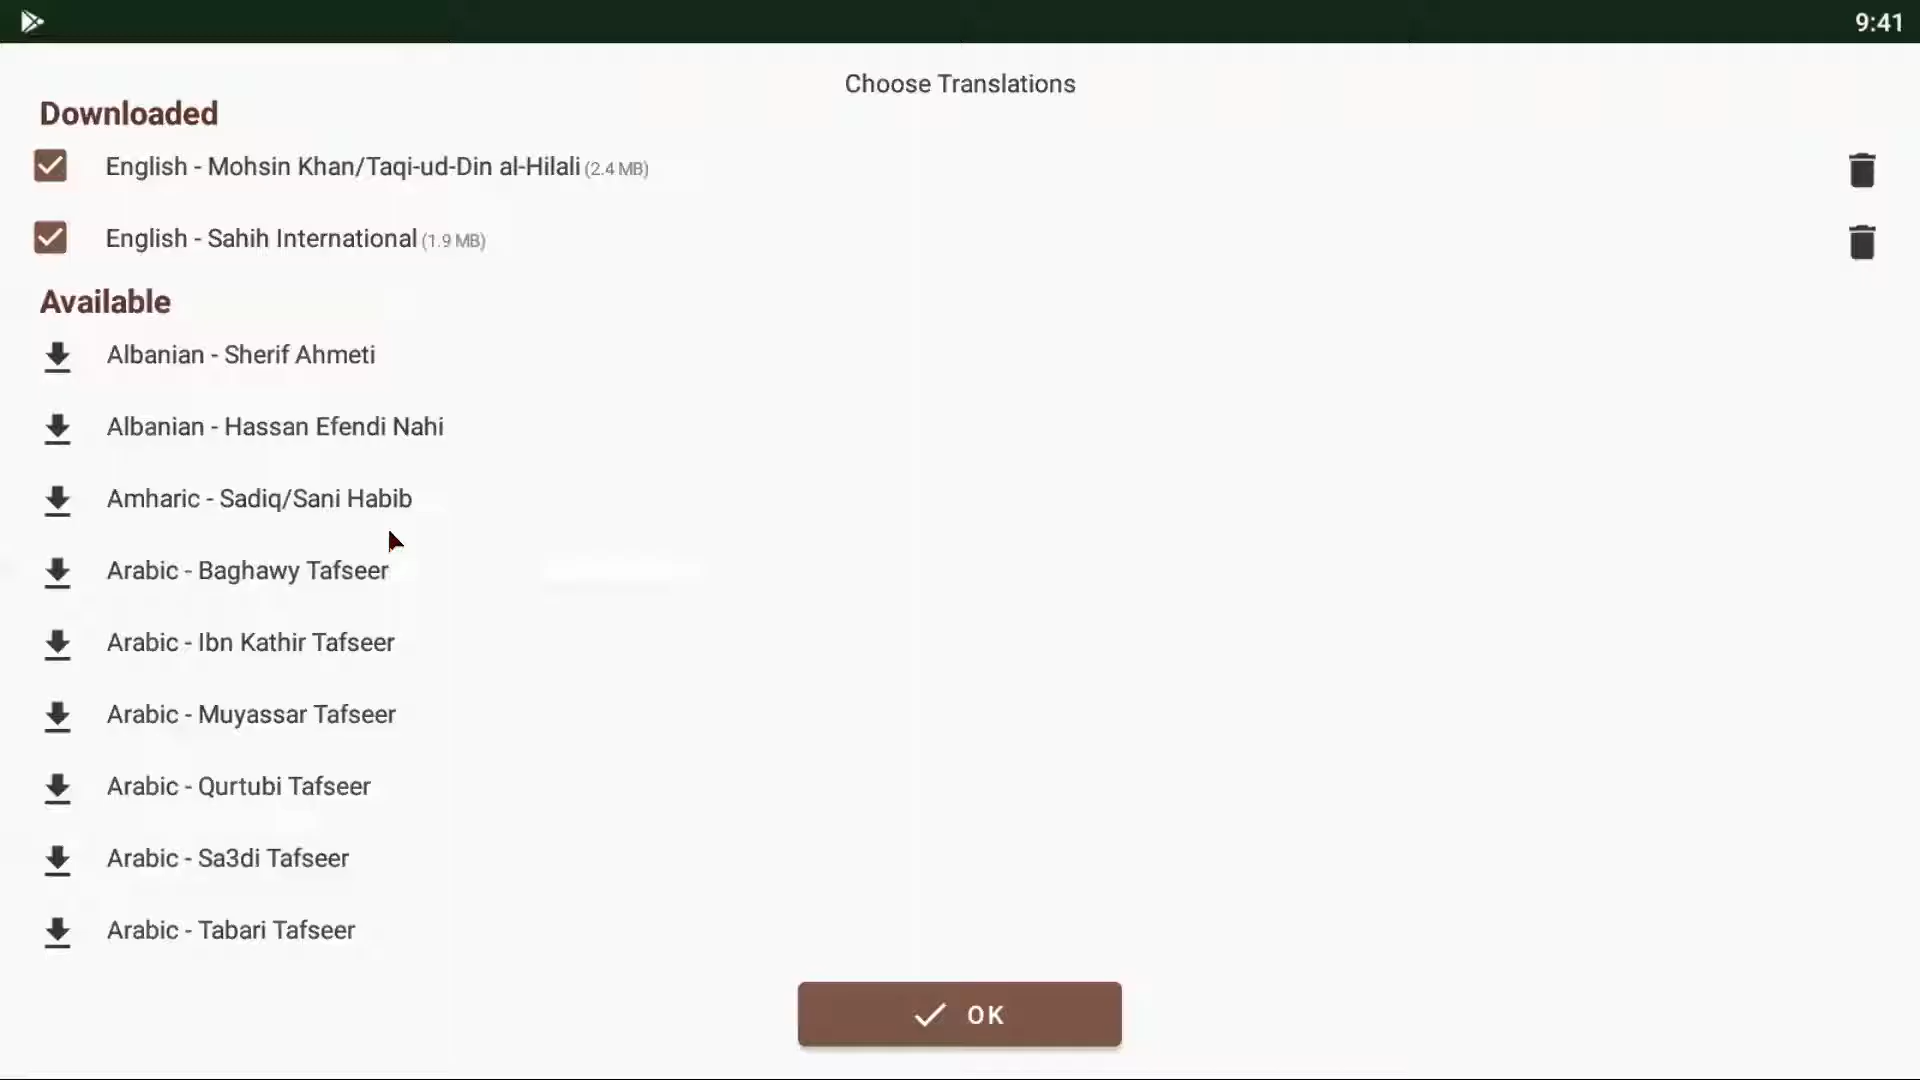 9:41
Choose Translations
Downloaded
English - Mohsin Khan/Taqi-ud-Din al-Hilali (2.4 MB)
English - Sahih International (1.9 MB)
Available
Albanian - Sherif Ahmeti
Albanian - Hassan Efendi Nahi
Amharic - Sadiq/Sani Habib
Arabic - Baghawy Tafseer
Arabic - Ibn Kathir Tafseer
Arabic - Muyassar Tafseer
Arabic - Qurtubi Tafseer
Arabic - Sa3di Tafseer
Arabic - Tabari Tafseer
OK